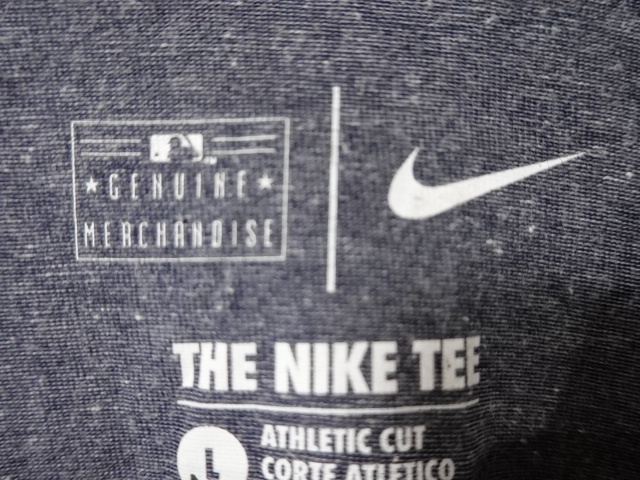 ★GENUINE★
MERCHANDISE
THE NIKE TEE
L
ATHLETIC CUT
CORTE ATLÉTICO